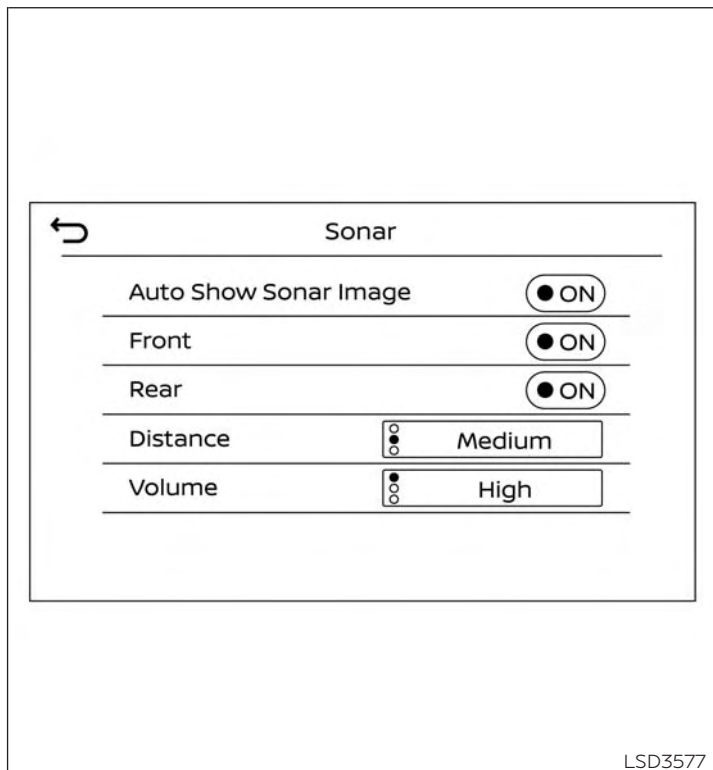 Sonar
Auto Show Sonar Image ON
Front ON
Rear ON
Distance Medium
Volume High
LSD3577